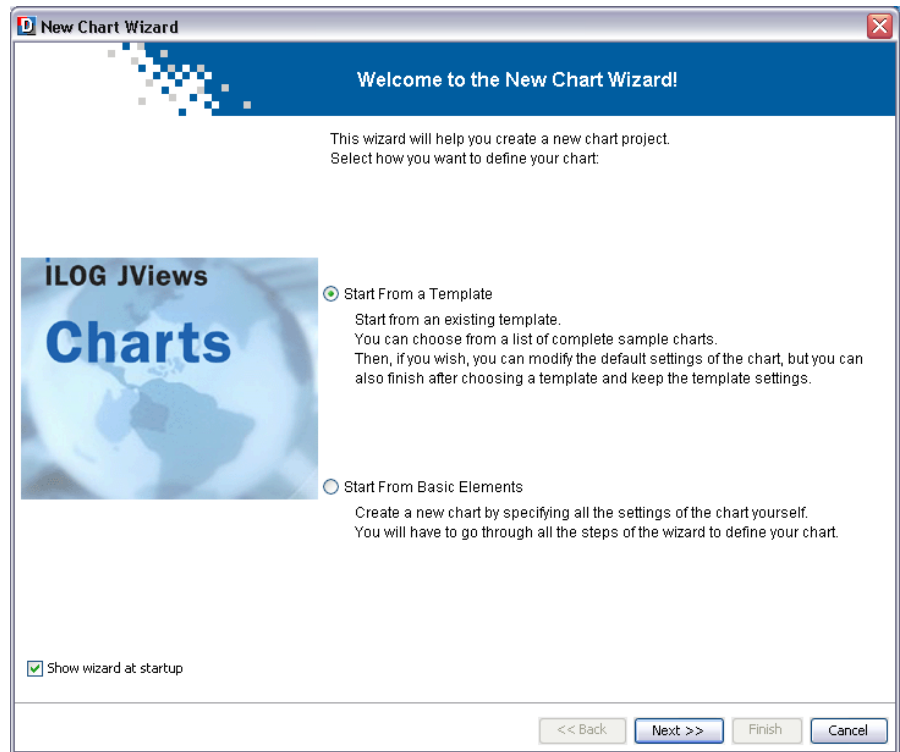 New Chart Wizard
Welcome to the New Chart Wizard!
This wizard will help you create a new chart project.
Select how you want to define your chart:
ILOG JViews
Charts
Start From a Template
Start from an existing template.
You can choose from a list of complete sample charts.
Then, if you wish, you can modify the default settings of the chart, but you can
also finish after choosing a template and keep the template settings.
Start From Basic Elements
Create a new chart by specifying all the settings of the chart yourself.
You will have to go through all the steps of the wizard to define your chart.
Show wizard at startup
<< Back
Next >>
Finish
Cancel